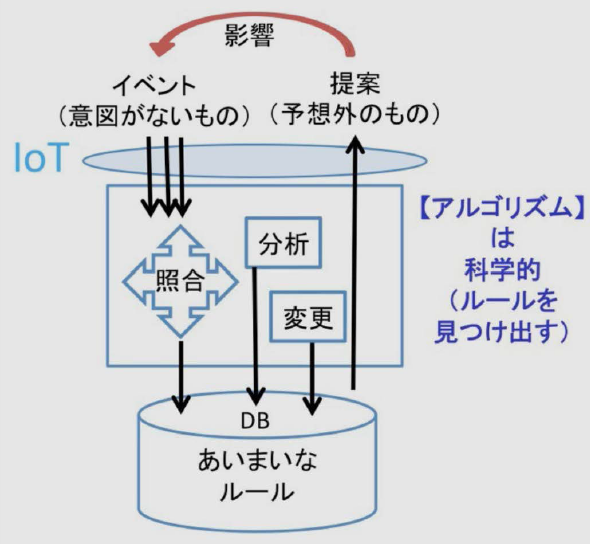 影響
イベント
（意図がないもの）
提案
（予想外のもの）
IoT
照合
分析
変更
【アルゴリズム】
は
科学的
（ルールを
見つけ出す）
DB
あいまいな
ルール